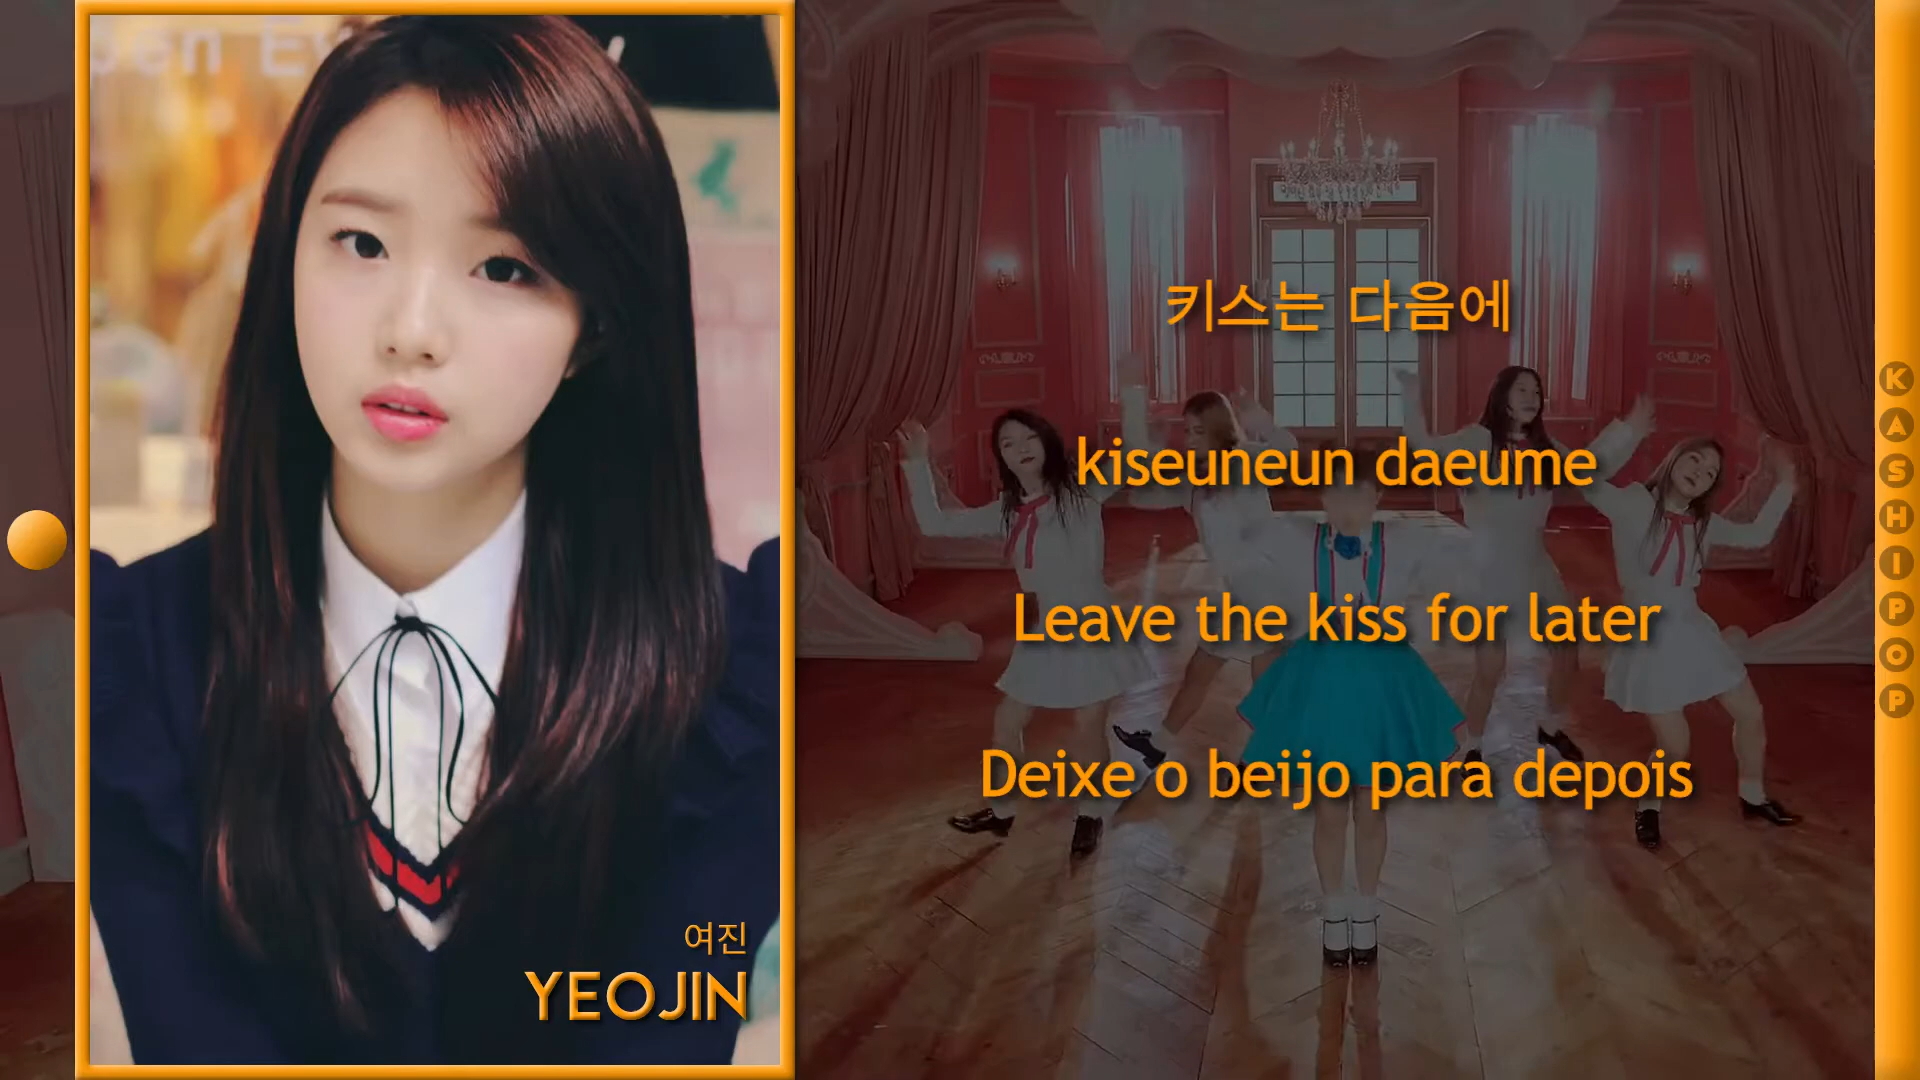 키스는 다음에
kiseuneun daeume
Leave the kiss for later
Deixe o beijo para depois
여진
YEOJIN
KASHIPOP